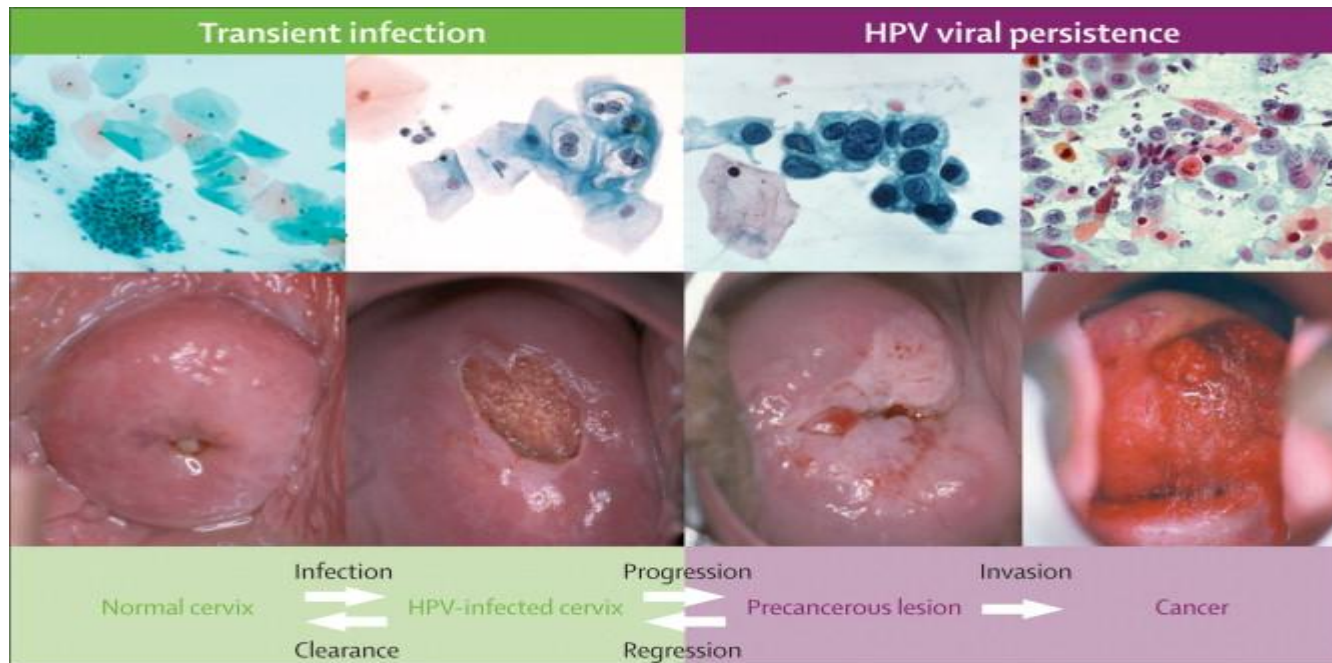 Transient infection
HPV viral persistence
Infection
Progression
Invasion
Normal cervix
HPV-infected cervix
Precancerous lesion
Cancer
Clearance
Regression